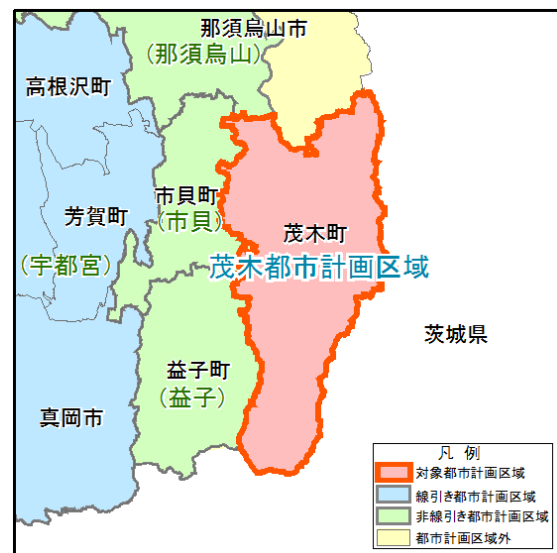 那須烏山市
(那須烏山)
高根沢町
市貝町
(市貝)
芳賀町
茂木町
(宇都宮)
茂木都市計画区域
茨城県
益子町
(益子)
真岡市
凡 例
対象都市計画区域
線引き都市計画区域
非線引き都市計画区域
都市計画区域外